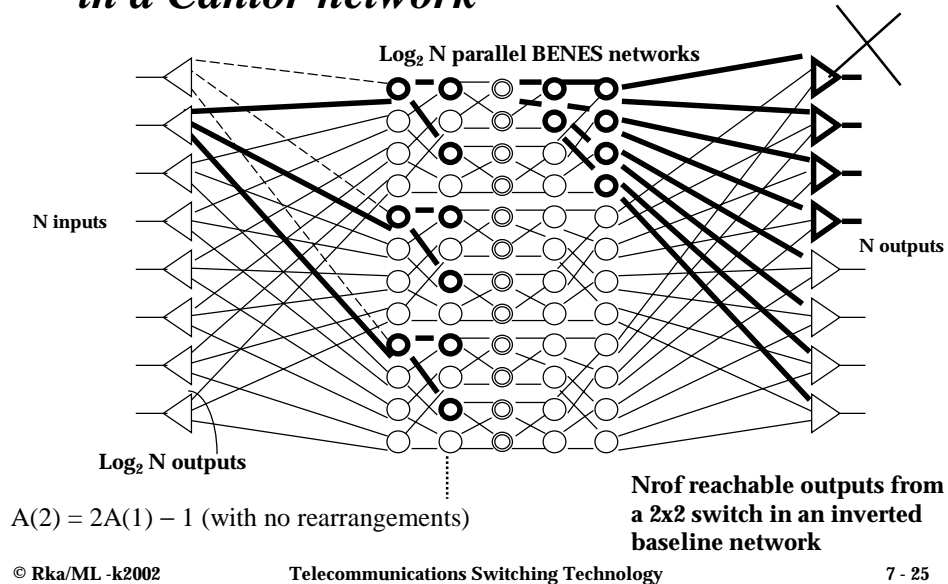 in a Cantor network
Log₂ N parallel BENES networks
N inputs
N outputs
Log₂ N outputs
A(2) = 2A(1) − 1 (with no rearrangements)
Nrof reachable outputs from
a 2x2 switch in an inverted
baseline network
© Rka/ML -k2002 Telecommunications Switching Technology 7 - 25